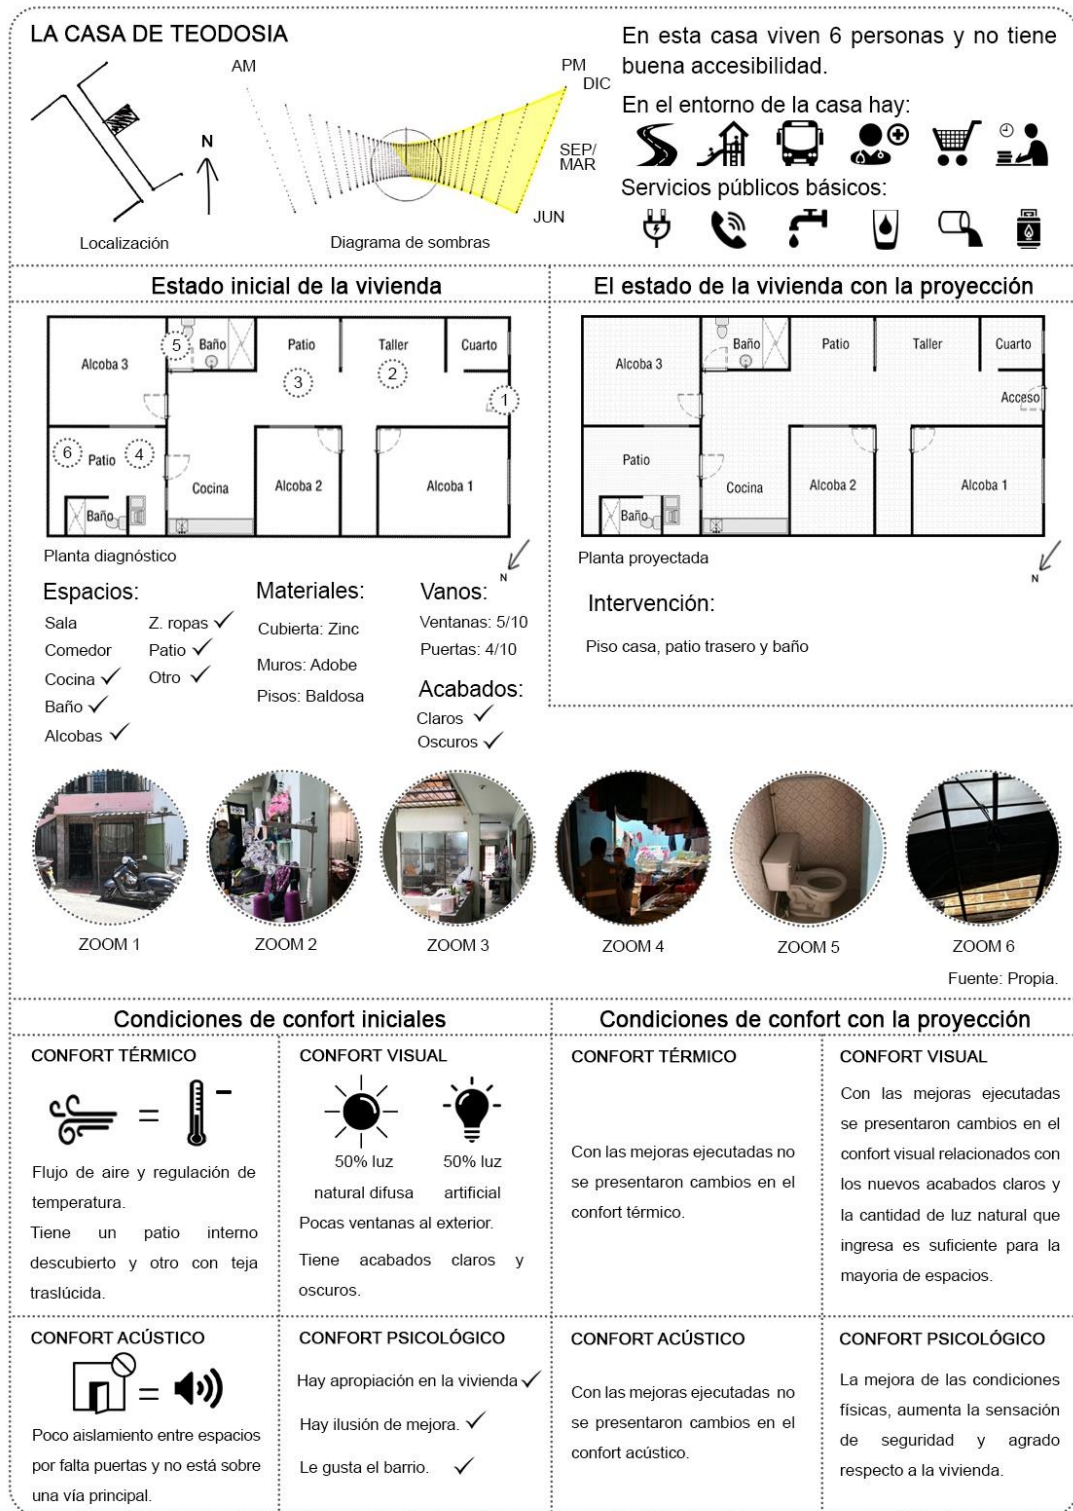 LA CASA DE TEODOSIA
AM
PM
DIC
SEP/
MAR
JUN
N
Localización
Diagrama de sombras
En esta casa viven 6 personas y no tiene
buena accesibilidad.
En el entorno de la casa hay:
Servicios públicos básicos:
Estado inicial de la vivienda
Alcoba 3
5
Baño
Patio
3
Taller
2
Cuarto
1
6
Patio
4
Baño
Cocina
Alcoba 2
Alcoba 1
Planta diagnóstico
N
Espacios:
Sala
Comedor
Cocina ✓
Baño ✓
Alcobas ✓
Z. ropas ✓
Patio ✓
Otro ✓
Materiales:
Cubierta: Zinc
Muros: Adobe
Pisos: Baldosa
Vanos:
Ventanas: 5/10
Puertas: 4/10
Acabados:
Claros ✓
Oscuros ✓
El estado de la vivienda con la proyección
Alcoba 3
Baño
Patio
Taller
Cuarto
Acceso
Patio
Baño
Cocina
Alcoba 2
Alcoba 1
Planta proyectada
N
Intervención:
Piso casa, patio trasero y baño
ZOOM 1
ZOOM 2
ZOOM 3
ZOOM 4
ZOOM 5
ZOOM 6
Fuente: Propia.
Condiciones de confort iniciales
CONFORT TÉRMICO
= –
Flujo de aire y regulación de
temperatura.
Tiene un patio interno
descubierto y otro con teja
traslúcida.
CONFORT VISUAL
50% luz
natural difusa
50% luz
artificial
Pocas ventanas al exterior.
Tiene acabados claros y
oscuros.
CONFORT ACÚSTICO
=
Poco aislamiento entre espacios
por falta puertas y no está sobre
una vía principal.
CONFORT PSICOLÓGICO
Hay apropiación en la vivienda ✓
Hay ilusión de mejora. ✓
Le gusta el barrio. ✓
Condiciones de confort con la proyección
CONFORT TÉRMICO
Con las mejoras ejecutadas no
se presentaron cambios en el
confort térmico.
CONFORT VISUAL
Con las mejoras ejecutadas
se presentaron cambios en el
confort visual relacionados con
los nuevos acabados claros y
la cantidad de luz natural que
ingresa es suficiente para la
mayoria de espacios.
CONFORT ACÚSTICO
Con las mejoras ejecutadas no
se presentaron cambios en el
confort acústico.
CONFORT PSICOLÓGICO
La mejora de las condiciones
físicas, aumenta la sensación
de seguridad y agrado
respecto a la vivienda.